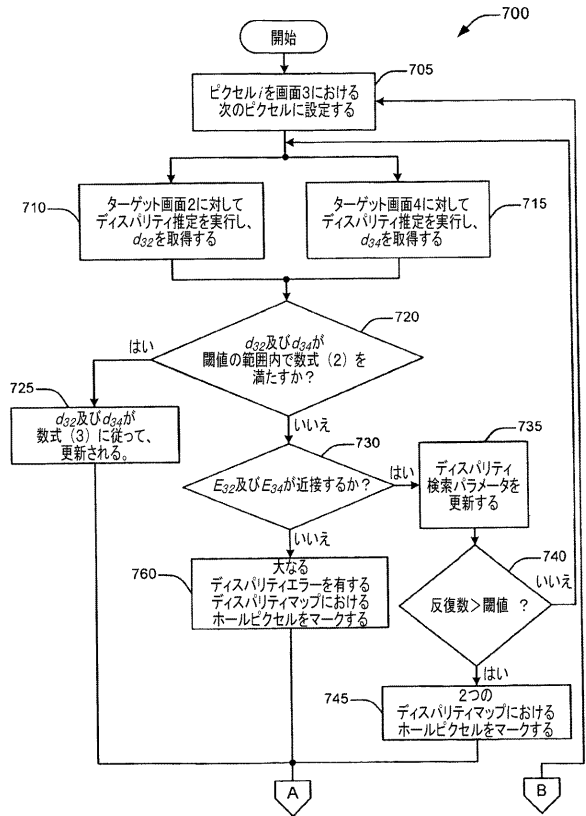 700
開始
705
ピクセルiを画面3における
次のピクセルに設定する
710
ターゲット画面2に対して
ディスパリティ推定を実行し、
d32を取得する
ターゲット画面4に対して
ディスパリティ推定を実行し、
d34を取得する
715
720
d32及びd34が
閾値の範囲内で数式（2）を
満たすか？
はい
いいえ
725
d32及びd34が
数式（3）に従って、
更新される。
730
E32及びE34が近接するか？
はい
いいえ
735
ディスパリティ
検索パラメータを
更新する
740
反復数＞閾値　？
いいえ
はい
760
大なる
ディスパリティエラーを有する
ディスパリティマップにおける
ホールピクセルをマークする
745
2つの
ディスパリティマップにおける
ホールピクセルをマークする
A
B